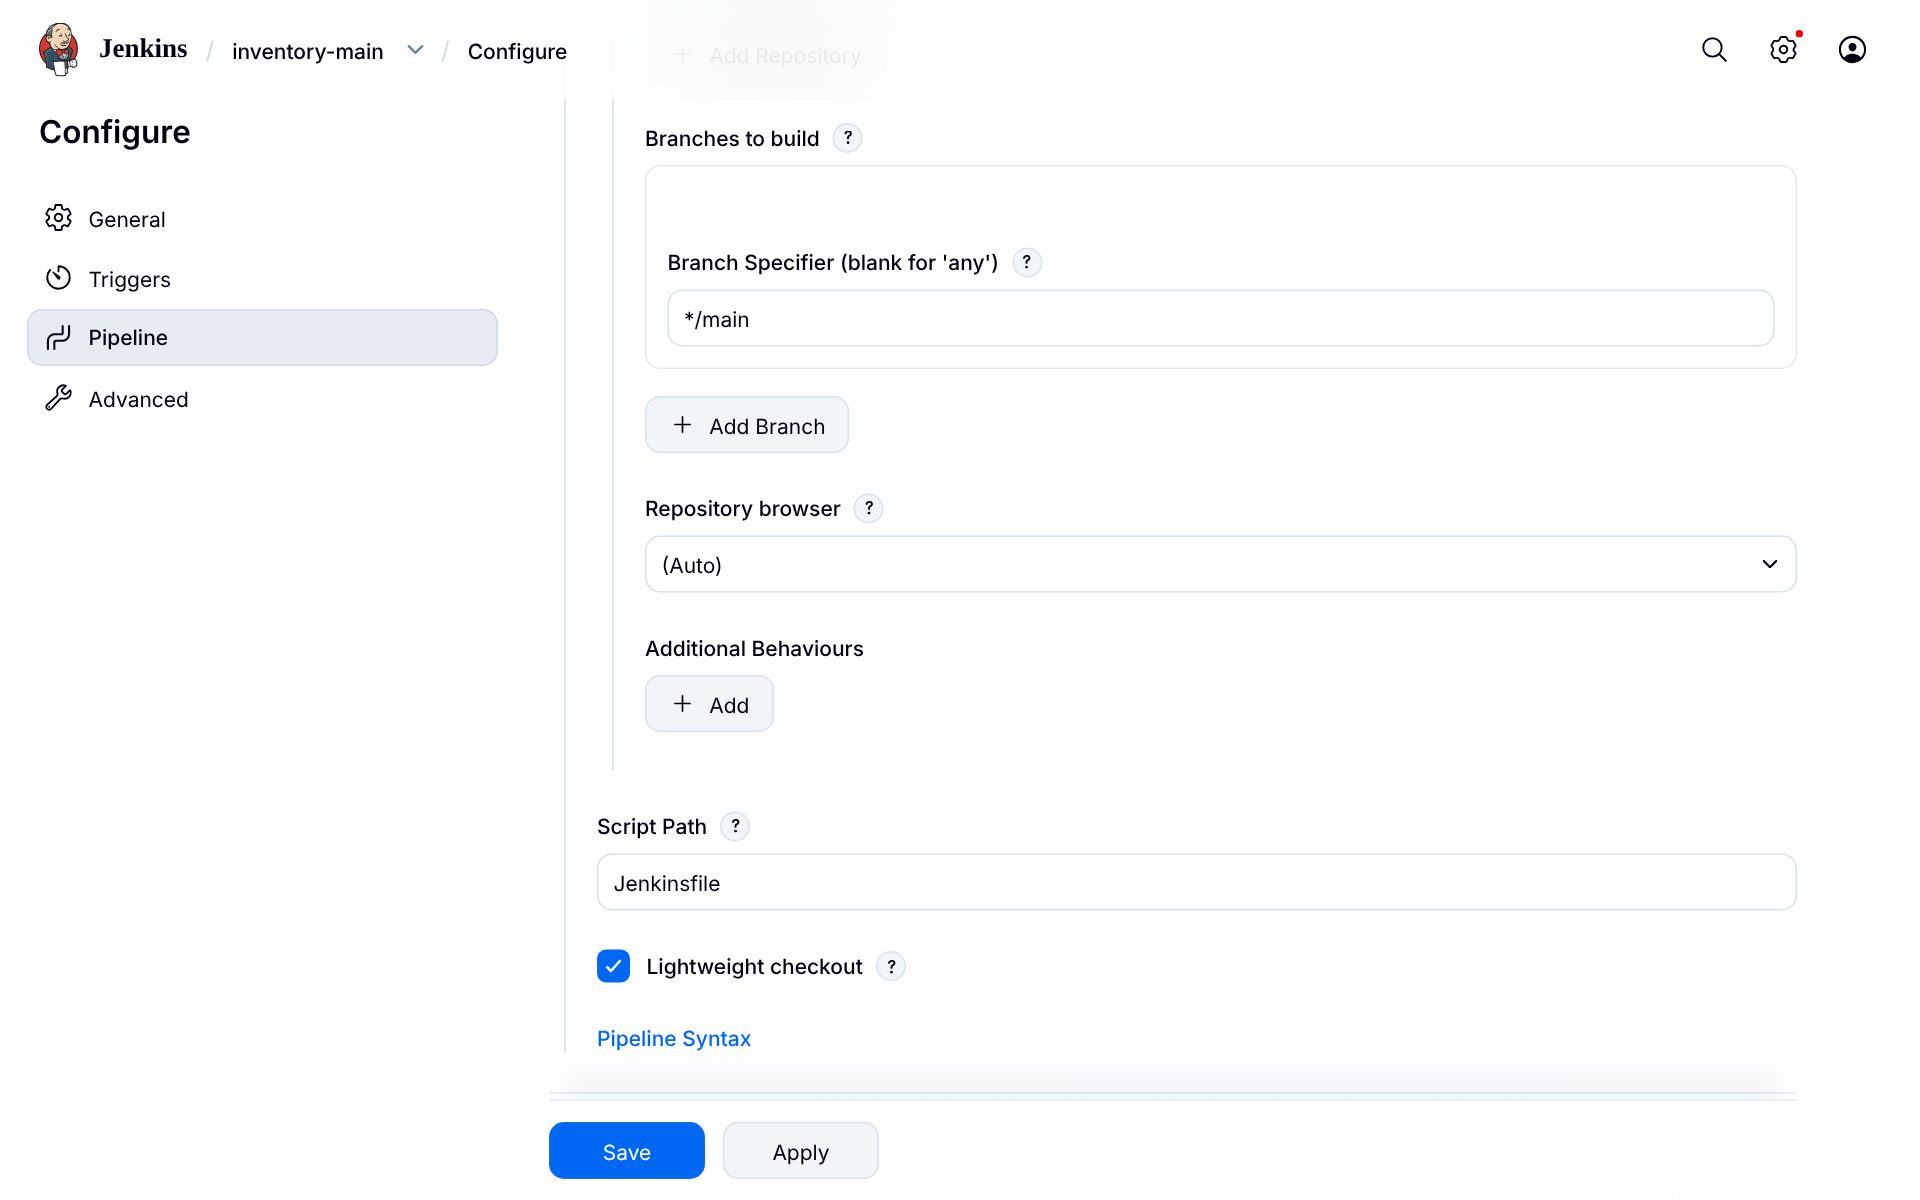 Jenkins / inventory-main / Configure
Add Repository
Configure
General
Triggers
Pipeline
Advanced
Branches to build ?
Branch Specifier (blank for 'any') ?
*/main
Add Branch
Repository browser ?
(Auto)
Additional Behaviours
Add
Script Path ?
Jenkinsfile
Lightweight checkout ?
Pipeline Syntax
Save
Apply